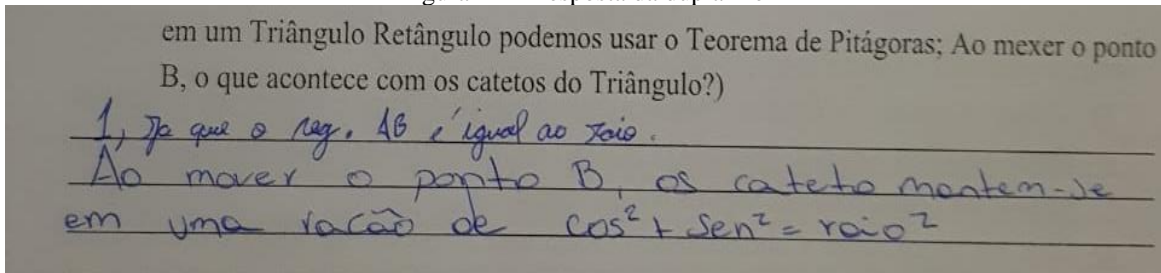 em um Triângulo Retângulo podemos usar o Teorema de Pitágoras; Ao mexer o ponto
B, o que acontece com os catetos do Triângulo?)
1, Ja que o seg. AB é igual ao raio.
Ao mover o ponto B, os cateto mantem-se
em uma racão de cos² + Sen² = raio²